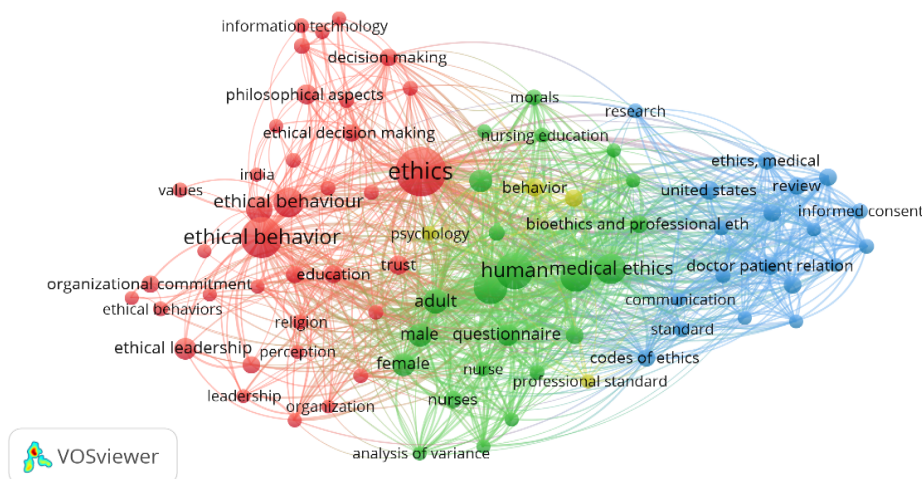 information technology
decision making
philosophical aspects
morals
research
ethical decision making
nursing education
ethics, medical
ethics
india
values
behavior
united states
review
ethical behaviour
informed consent
bioethics and professional eth
psychology
ethical behavior
trust
human
medical ethics
doctor patient relation
education
organizational commitment
adult
communication
ethical behaviors
religion
male
questionnaire
standard
ethical leadership
perception
codes of ethics
female
nurse
professional standard
leadership
organization
nurses
analysis of variance
VOSviewer